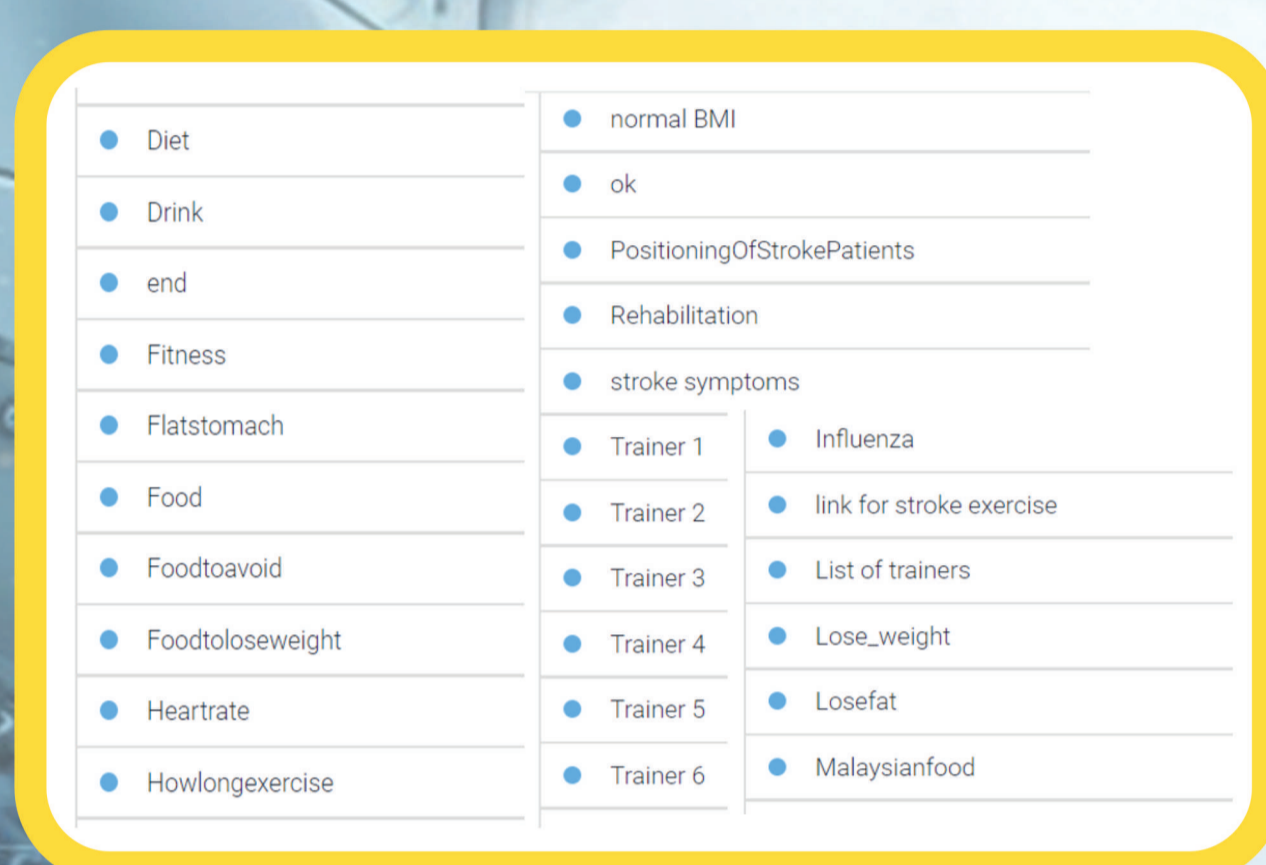 Diet
Drink
end
Fitness
Flatstomach
Food
Foodtoavoid
Foodtoloseweight
Heartrate
Howlongexercise
normal BMI
ok
PositioningOfStrokePatients
Rehabilitation
stroke symptoms
Trainer 1
Trainer 2
Trainer 3
Trainer 4
Trainer 5
Trainer 6
Influenza
link for stroke exercise
List of trainers
Lose_weight
Losefat
Malaysianfood